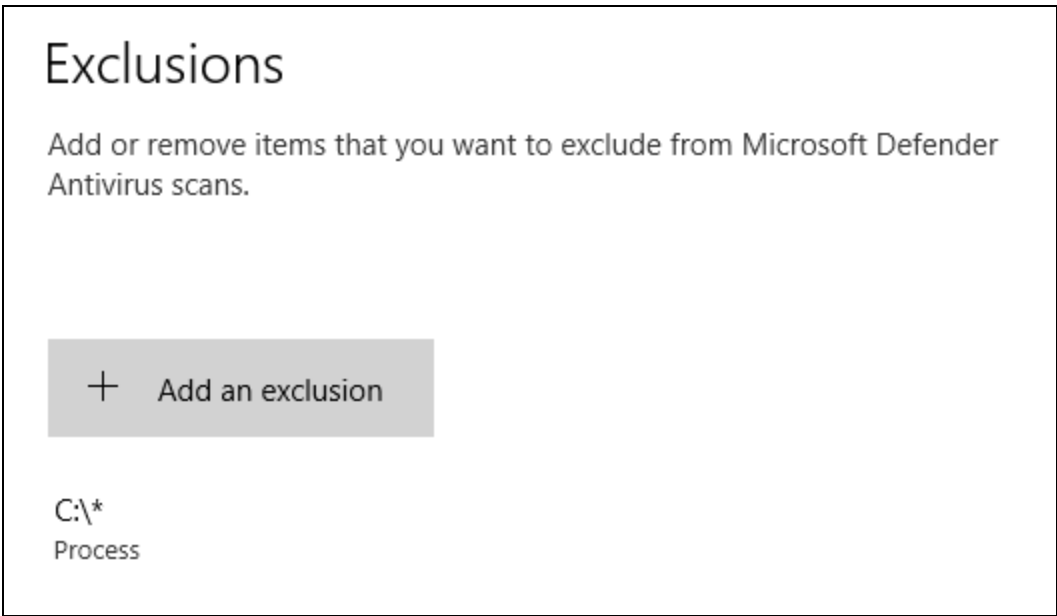 Exclusions
Add or remove items that you want to exclude from Microsoft Defender
Antivirus scans.
+ Add an exclusion
C:\*
Process